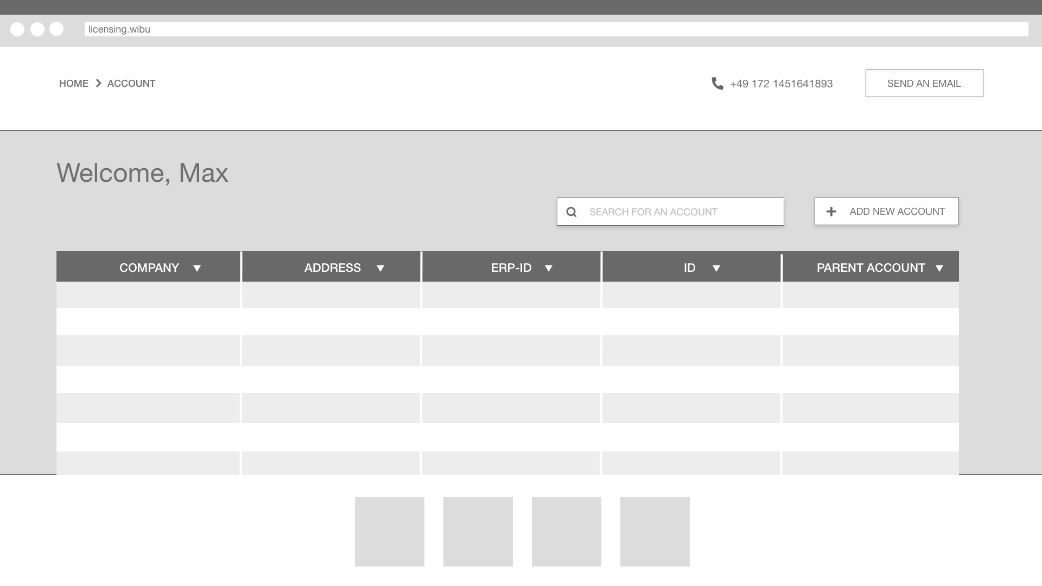 licensing.wibu
HOME > ACCOUNT
+49 172 1451641893
SEND AN EMAIL
Welcome, Max
SEARCH FOR AN ACCOUNT
+ ADD NEW ACCOUNT
COMPANY ▼ ADDRESS ▼ ERP-ID ▼ ID ▼ PARENT ACCOUNT ▼